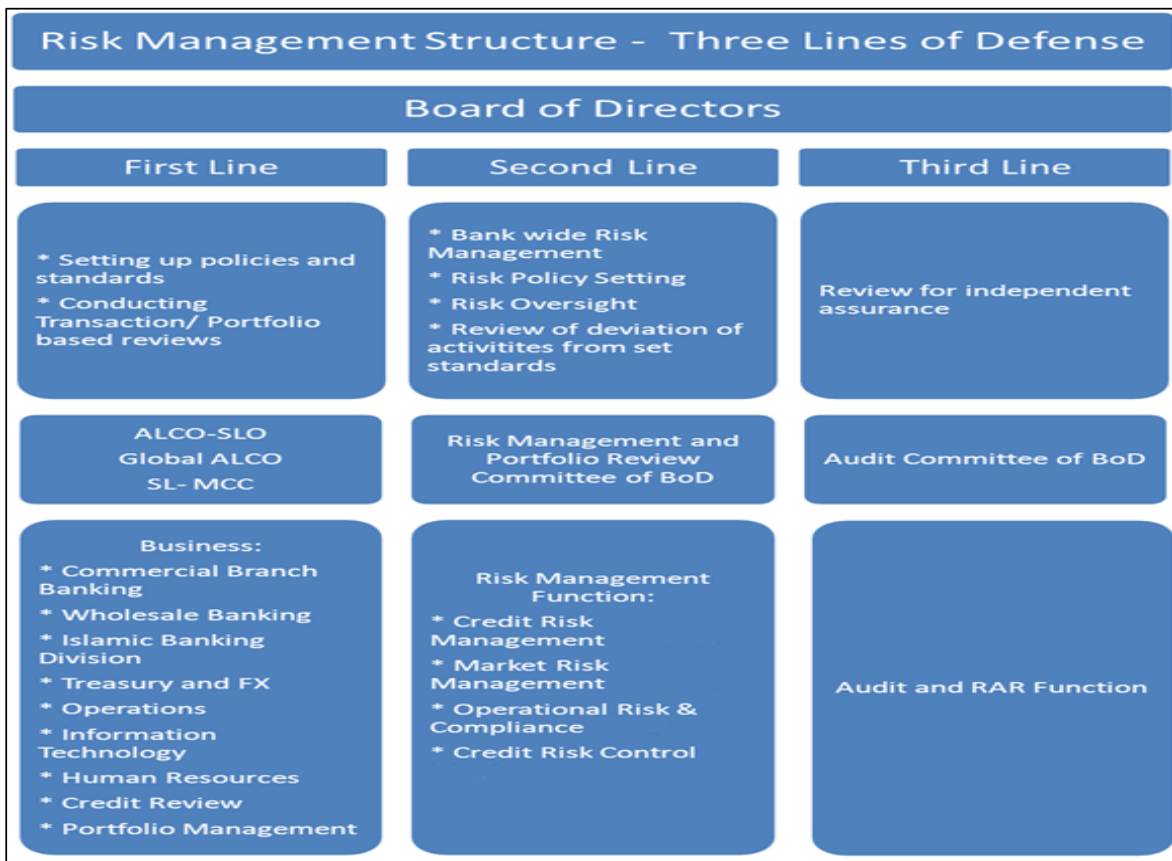 Risk Management Structure - Three Lines of Defense
Board of Directors
First Line
Second Line
Third Line
* Setting up policies and
standards
* Conducting
Transaction/ Portfolio
based reviews
* Bank wide Risk
Management
* Risk Policy Setting
* Risk Oversight
* Review of deviation of
activitites from set
standards
Review for independent
assurance
ALCO-SLO
Global ALCO
SL- MCC
Risk Management and
Portfolio Review
Committee of BoD
Audit Committee of BoD
Business:
* Commercial Branch
Banking
* Wholesale Banking
* Islamic Banking
Division
* Treasury and FX
* Operations
* Information
Technology
* Human Resources
* Credit Review
* Portfolio Management
Risk Management
Function:
* Credit Risk
Management
* Market Risk
Management
* Operational Risk &
Compliance
* Credit Risk Control
Audit and RAR Function